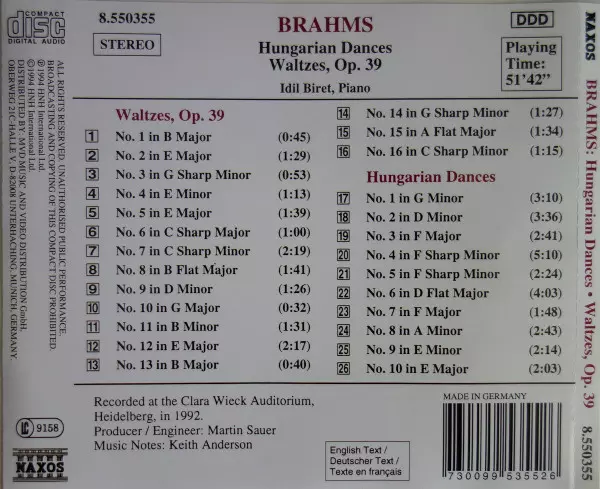 COMPACT
disc
DIGITAL AUDIO
8.550355
STEREO
BRAHMS
Hungarian Dances
Waltzes, Op. 39
Idil Biret, Piano
DDD
Playing
Time:
51'42"
Waltzes, Op. 39
1 No. 1 in B Major (0:45)
2 No. 2 in E Major (1:29)
3 No. 3 in G Sharp Minor (0:53)
4 No. 4 in E Minor (1:13)
5 No. 5 in E Major (1:39)
6 No. 6 in C Sharp Major (1:00)
7 No. 7 in C Sharp Minor (2:19)
8 No. 8 in B Flat Major (1:41)
9 No. 9 in D Minor (1:26)
10 No. 10 in G Major (0:32)
11 No. 11 in B Minor (1:31)
12 No. 12 in E Major (2:17)
13 No. 13 in B Major (0:40)
14 No. 14 in G Sharp Minor (1:27)
15 No. 15 in A Flat Major (1:34)
16 No. 16 in C Sharp Minor (1:15)
Hungarian Dances
17 No. 1 in G Minor (3:10)
18 No. 2 in D Minor (3:36)
19 No. 3 in F Major (2:41)
20 No. 4 in F Sharp Minor (5:10)
21 No. 5 in F Sharp Minor (2:24)
22 No. 6 in D Flat Major (4:03)
23 No. 7 in F Major (1:48)
24 No. 8 in A Minor (2:43)
25 No. 9 in E Minor (2:14)
26 No. 10 in E Major (2:03)
Recorded at the Clara Wieck Auditorium,
Heidelberg, in 1992.
Producer / Engineer: Martin Sauer
Music Notes: Keith Anderson
English Text /
Deutscher Text /
Texte en français
MADE IN GERMANY
7 30099 535526
ALL RIGHTS RESERVED. UNAUTHORISED PUBLIC PERFORMANCE,
BROADCASTING AND COPYING OF THIS COMPACT DISC PROHIBITED.
℗ 1994 HNH International Ltd.
© 1994 HNH International Ltd.
DISTRIBUTED BY: MVD MUSIC AND VIDEO DISTRIBUTION GmbH,
OBERWEG 21C/HALLE V, D-82008 UNTERHACHING, MUNICH, GERMANY.
LC 9158
NAXOS
NAXOS
BRAHMS: Hungarian Dances • Waltzes, Op. 39
8.550355